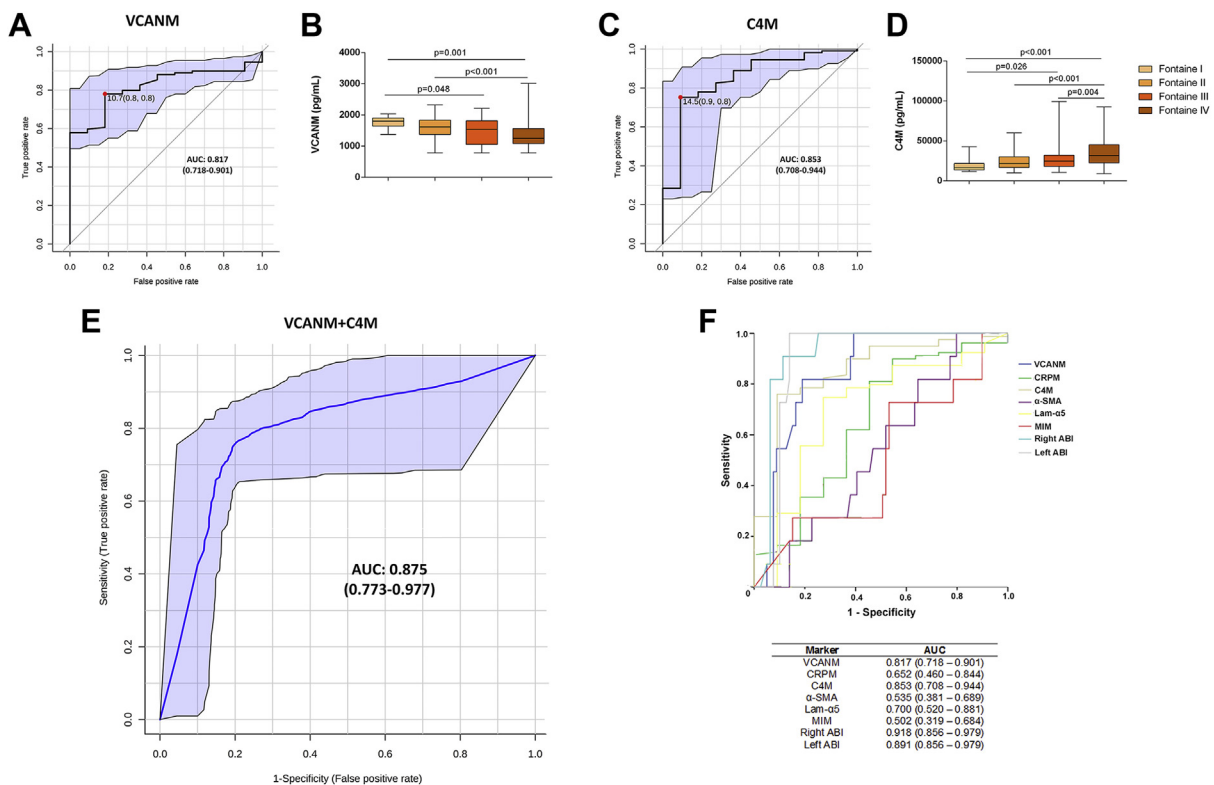 A
VCANM
True positive rate
1.0
0.8
0.6
0.4
0.2
0.0
10.7(0.8, 0.8)
AUC: 0.817
(0.718-0.901)
0.0 0.2 0.4 0.6 0.8 1.0
False positive rate
B
VCANM (pg/mL)
4000
3000
2000
1000
0
p=0.001
p<0.001
p=0.048
C
C4M
True positive rate
1.0
0.8
0.6
0.4
0.2
0.0
14.5(0.9, 0.8)
AUC: 0.853
(0.708-0.944)
0.0 0.2 0.4 0.6 0.8 1.0
False positive rate
D
C4M (pg/mL)
150000
100000
50000
0
p<0.001
p=0.026
p<0.001
p=0.004
Fontaine I
Fontaine II
Fontaine III
Fontaine IV
E
VCANM+C4M
Sensitivity (True positive rate)
1.0
0.8
0.6
0.4
0.2
0.0
AUC: 0.875
(0.773-0.977)
0.0 0.2 0.4 0.6 0.8 1.0
1-Specificity (False positive rate)
F
Sensitivity
1.0
0.8
0.6
0.4
0.2
0 0.2 0.4 0.6 0.8 1.0
1 - Specificity
VCANM
CRPM
C4M
α-SMA
Lam-α5
MIM
Right ABI
Left ABI
Marker AUC
VCANM 0.817 (0.718 – 0.901)
CRPM 0.652 (0.460 – 0.844)
C4M 0.853 (0.708 – 0.944)
α-SMA 0.535 (0.381 – 0.689)
Lam-α5 0.700 (0.520 – 0.881)
MIM 0.502 (0.319 – 0.684)
Right ABI 0.918 (0.856 – 0.979)
Left ABI 0.891 (0.856 – 0.979)